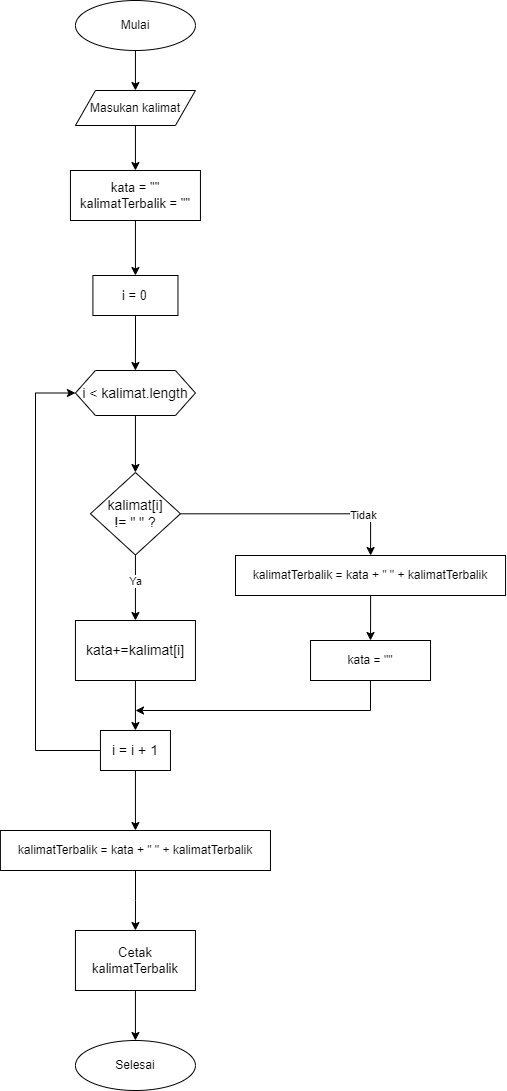 Mulai
Masukan kalimat
kata = ""
kalimatTerbalik = ""
i = 0
i < kalimat.length
kalimat[i]
!= " " ?
Tidak
kalimatTerbalik = kata + " " + kalimatTerbalik
Ya
kata+=kalimat[i]
kata = ""
i = i + 1
kalimatTerbalik = kata + " " + kalimatTerbalik
Cetak
kalimatTerbalik
Selesai